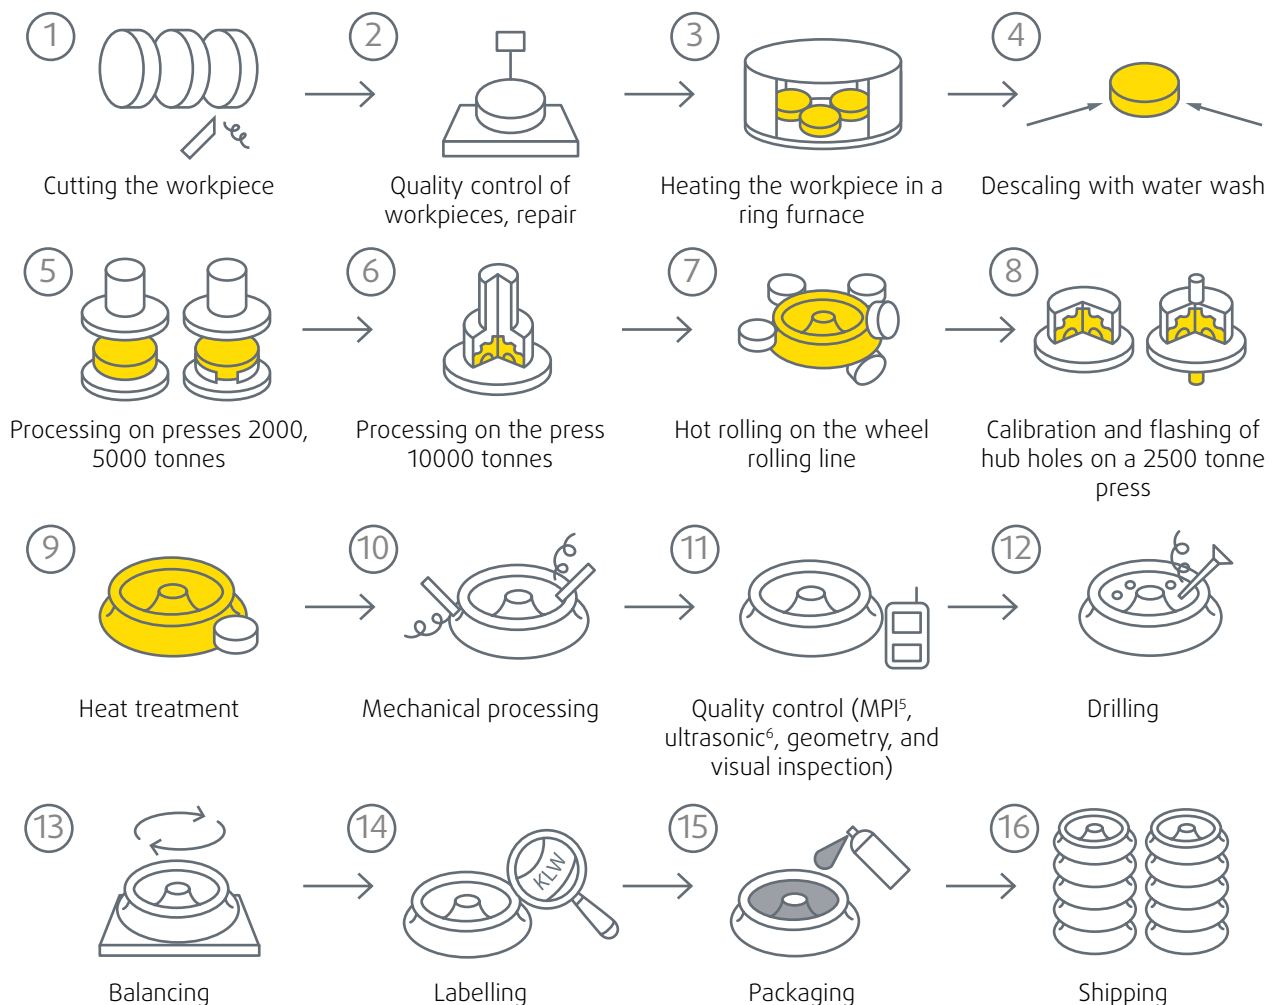 1
Cutting the workpiece
2
Quality control of
workpieces, repair
3
Heating the workpiece in a
ring furnace
4
Descaling with water wash
5
Processing on presses 2000,
5000 tonnes
6
Processing on the press
10000 tonnes
7
Hot rolling on the wheel
rolling line
8
Calibration and flashing of
hub holes on a 2500 tonne
press
9
Heat treatment
10
Mechanical processing
11
Quality control (MPI⁵,
ultrasonic⁶, geometry, and
visual inspection)
12
Drilling
13
Balancing
14
KLW
Labelling
15
Packaging
16
Shipping